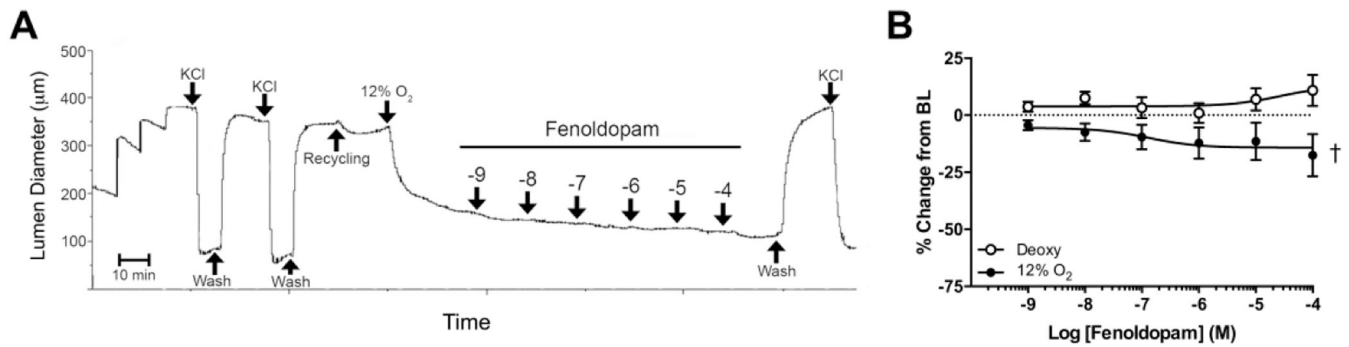 A
Lumen Diameter (μm)
500
400
350
300
200
100
KCl
KCl
12% O2
Recycling
Fenoldopam
-9
-8
-7
-6
-5
-4
KCl
10 min
Wash
Wash
Wash
Time
B
% Change from BL
25
0
-25
-50
-75
†
Deoxy
12% O2
-9
-8
-7
-6
-5
-4
Log [Fenoldopam] (M)